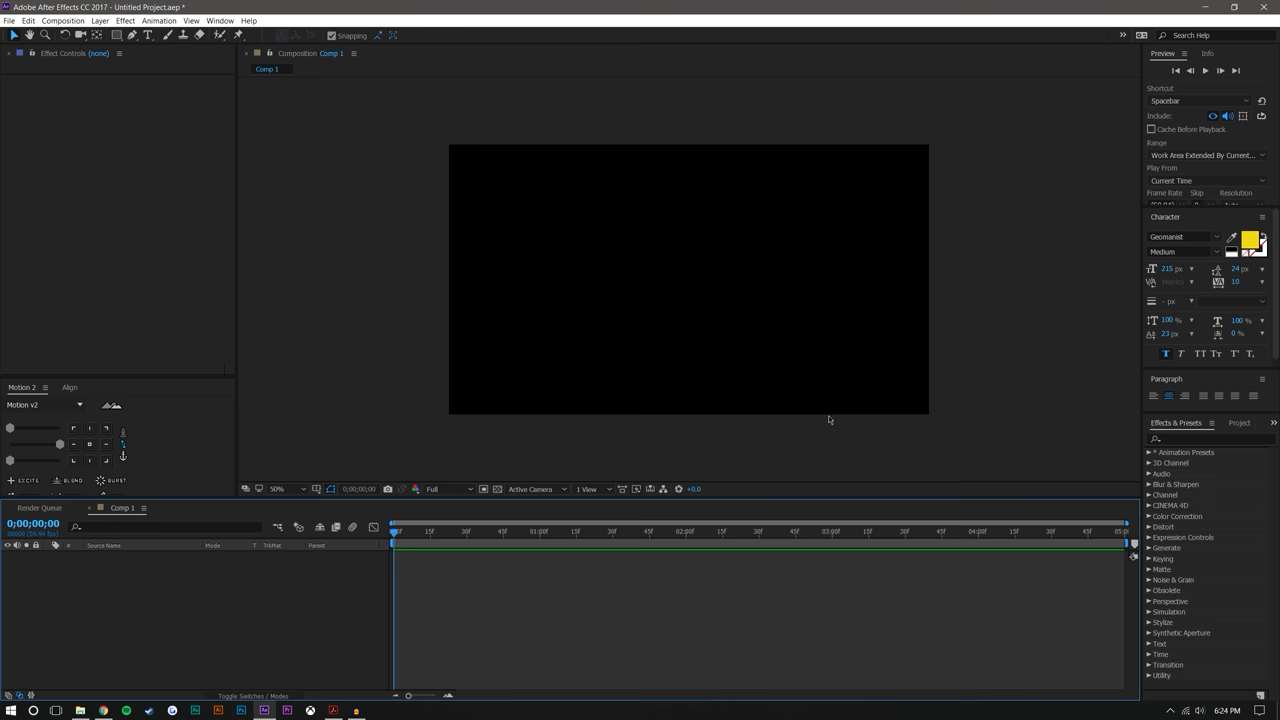 Adobe After Effects CC 2017 - Untitled Project.aep *
File Edit Composition Layer Effect Animation View Window Help
Snapping
Search Help
Effect Controls (none)
Composition Comp 1
Comp 1
Preview Info
Shortcut
Spacebar
Include:
Cache Before Playback
Range
Work Area Extended By Current...
Play From
Current Time
Frame Rate Skip Resolution
Character
Geomanist
Medium
215 px 24 px
Metrics 10
- px
100 % 100 %
23 px 0 %
Paragraph
Motion 2 Align
Motion v2
EXCITE BLEND BURST
50% 0;00;00;00 Full Active Camera 1 View +0.0
Effects & Presets Project
* Animation Presets
3D Channel
Audio
Blur & Sharpen
Channel
CINEMA 4D
Color Correction
Distort
Expression Controls
Generate
Keying
Matte
Noise & Grain
Obsolete
Perspective
Simulation
Stylize
Synthetic Aperture
Text
Time
Transition
Utility
Render Queue Comp 1
0;00;00;00
00000 (59.94 fps)
# Source Name Mode T TrkMat Parent
15f 30f 45f 01:00f 15f 30f 45f 02:00f 15f 30f 45f 03:00f 15f 30f 45f 04:00f 15f 30f 45f
Toggle Switches / Modes
6:24 PM